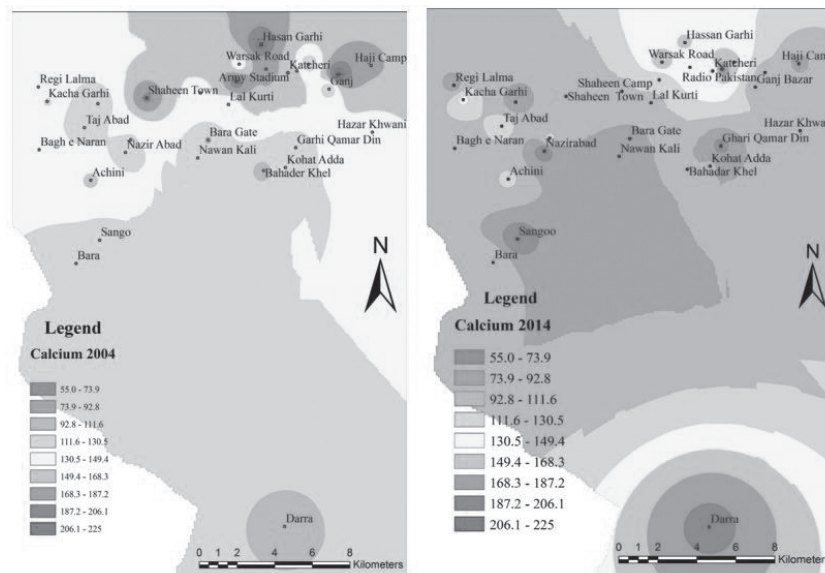 Hasan Garhi
Warsak Road
Haji Camp
Katcheri
Army Stadium
Regi Lalma
Ganj
Kacha Garhi
Shaheen Town
Lal Kurti
Taj Abad
Hazar Khwani
Bara Gate
Garhi Qamar Din
Bagh e Naran
Nazir Abad
Nawan Kali
Kohat Adda
Bahader Khel
Achini
Sango
Bara
N
Legend
Calcium 2004
55.0 - 73.9
73.9 - 92.8
92.8 - 111.6
111.6 - 130.5
130.5 - 149.4
149.4 - 168.3
168.3 - 187.2
187.2 - 206.1
206.1 - 225
Darra
0 1 2 4 6 8
Kilometers
Hassan Garhi
Warsak Road
Haji Camp
Katcheri
Regi Lalma
Radio Pakistan
Ganj Bazar
Shaheen Camp
Kacha Garhi
Shaheen Town
Lal Kurti
Taj Abad
Hazar Khwani
Bara Gate
Ghari Qamar Din
Bagh e Naran
Nazirabad
Nawan Kali
Kohat Adda
Bahadar Khel
Achini
Sangoo
Bara
N
Legend
Calcium 2014
55.0 - 73.9
73.9 - 92.8
92.8 - 111.6
111.6 - 130.5
130.5 - 149.4
149.4 - 168.3
168.3 - 187.2
187.2 - 206.1
206.1 - 225
Darra
0 1 2 4 6 8
Kilometers